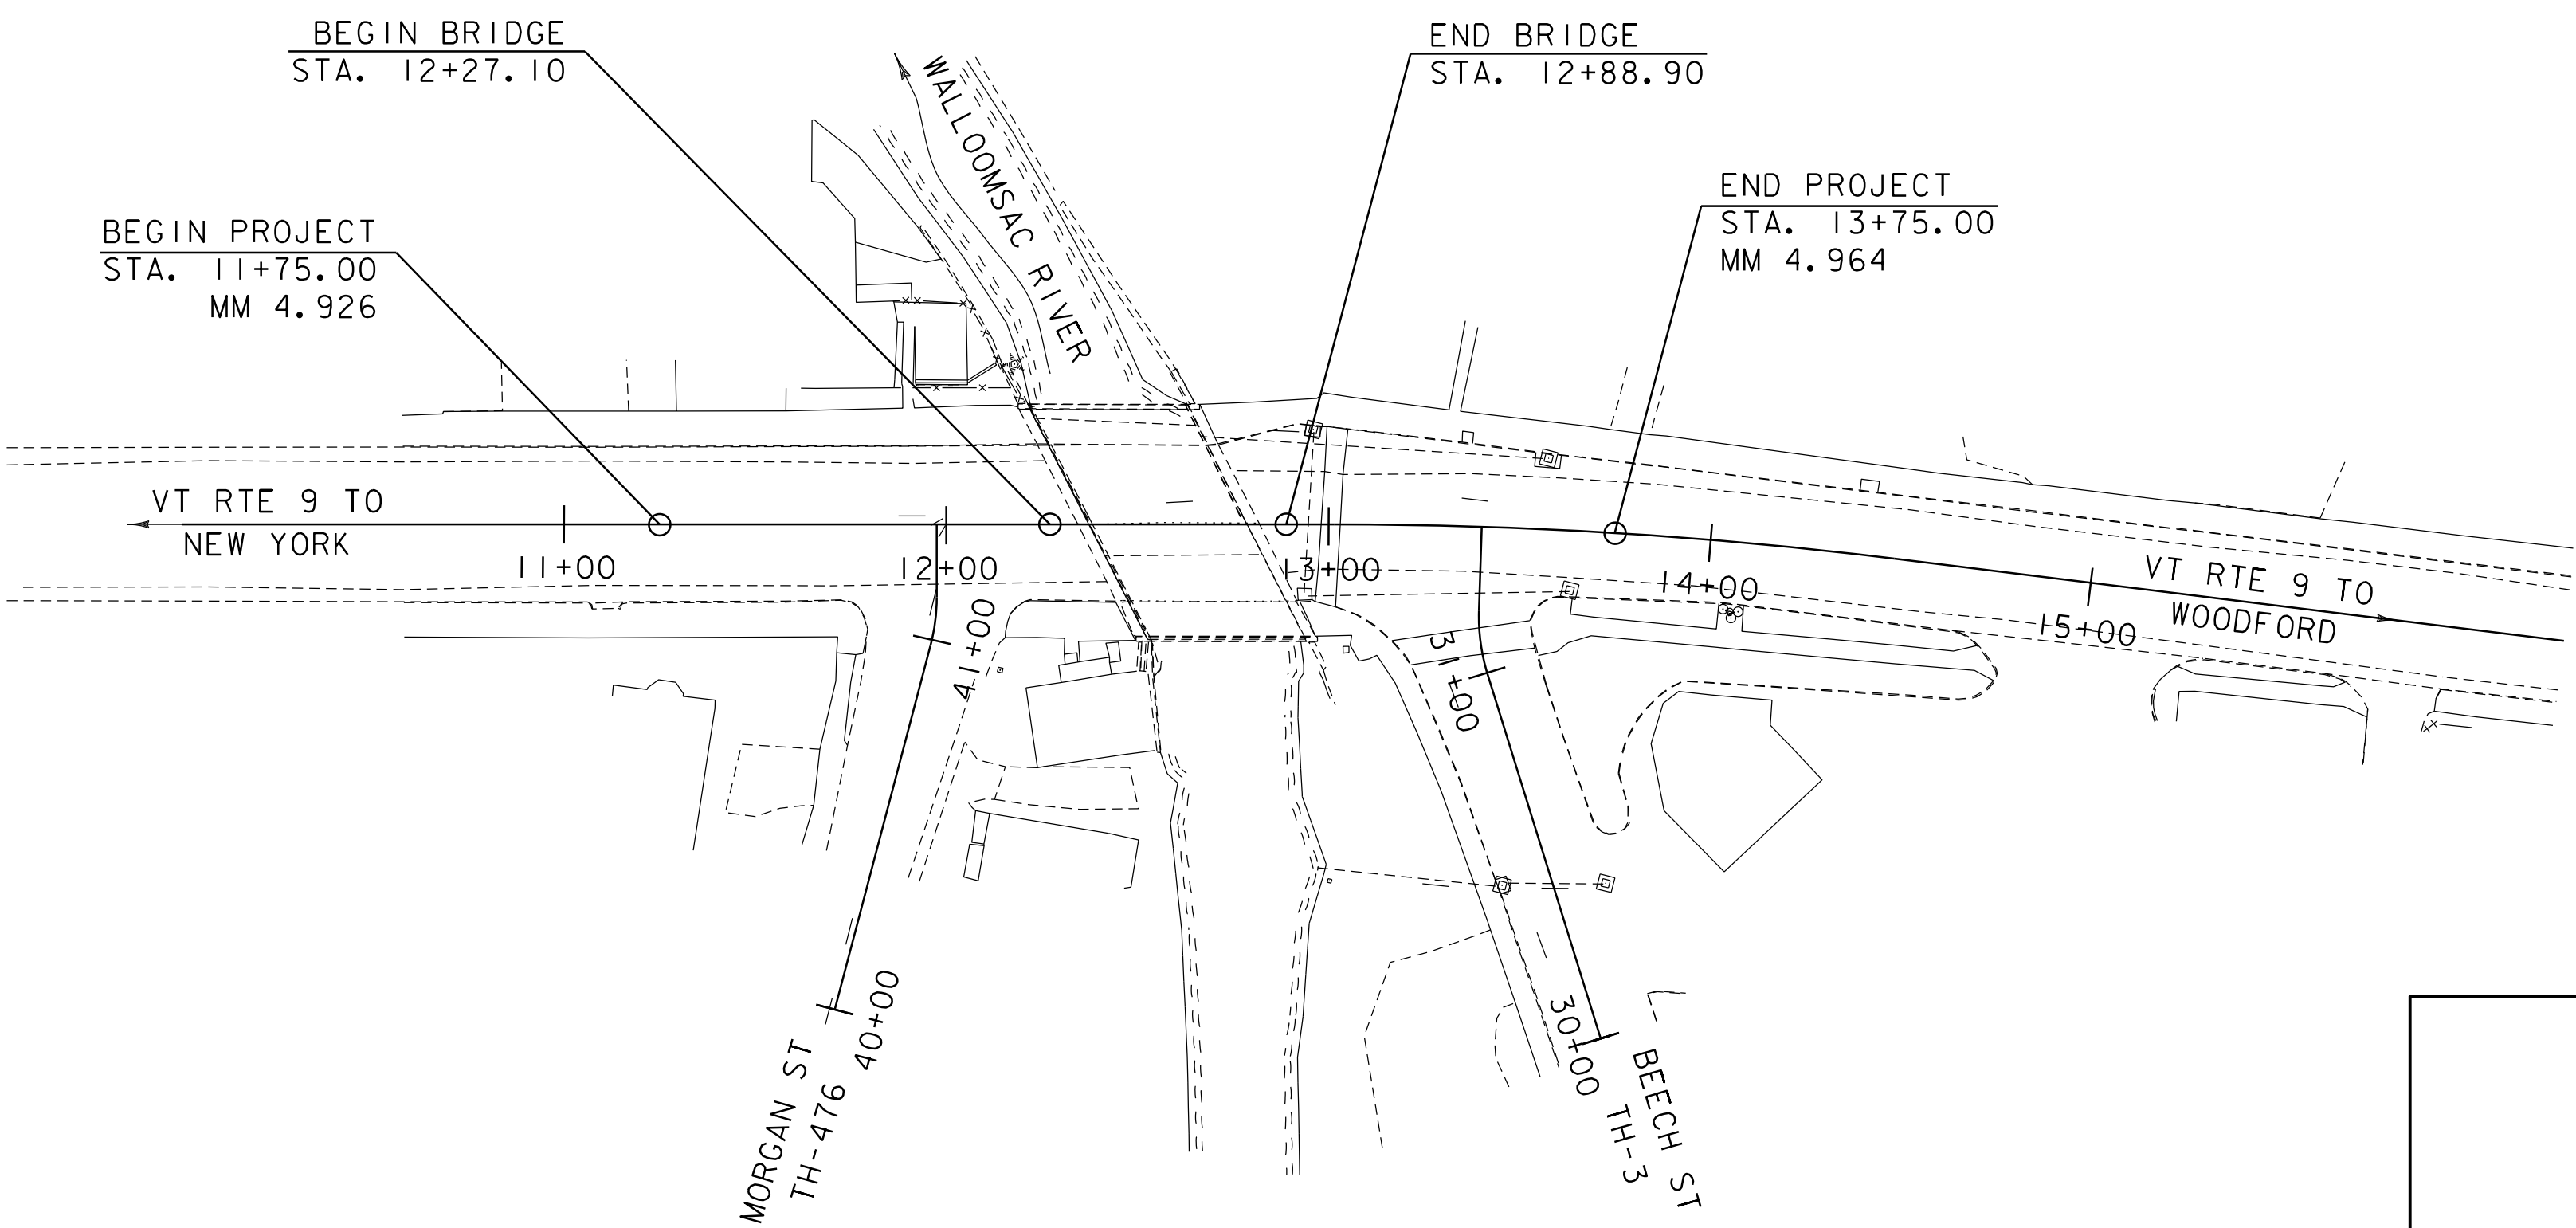 BEGIN BRIDGE
STA. 12+27.10
END BRIDGE
STA. 12+88.90
WALLOOMSAC RIVER
END PROJECT
STA. 13+75.00
MM 4.964
BEGIN PROJECT
STA. 11+75.00
MM 4.926
VT RTE 9 TO
NEW YORK
11+00
12+00
13+00
14+00
15+00
VT RTE 9 TO
WOODFORD
41+00
31+00
40+00
30+00
MORGAN ST
TH-476
BEECH ST
TH-3